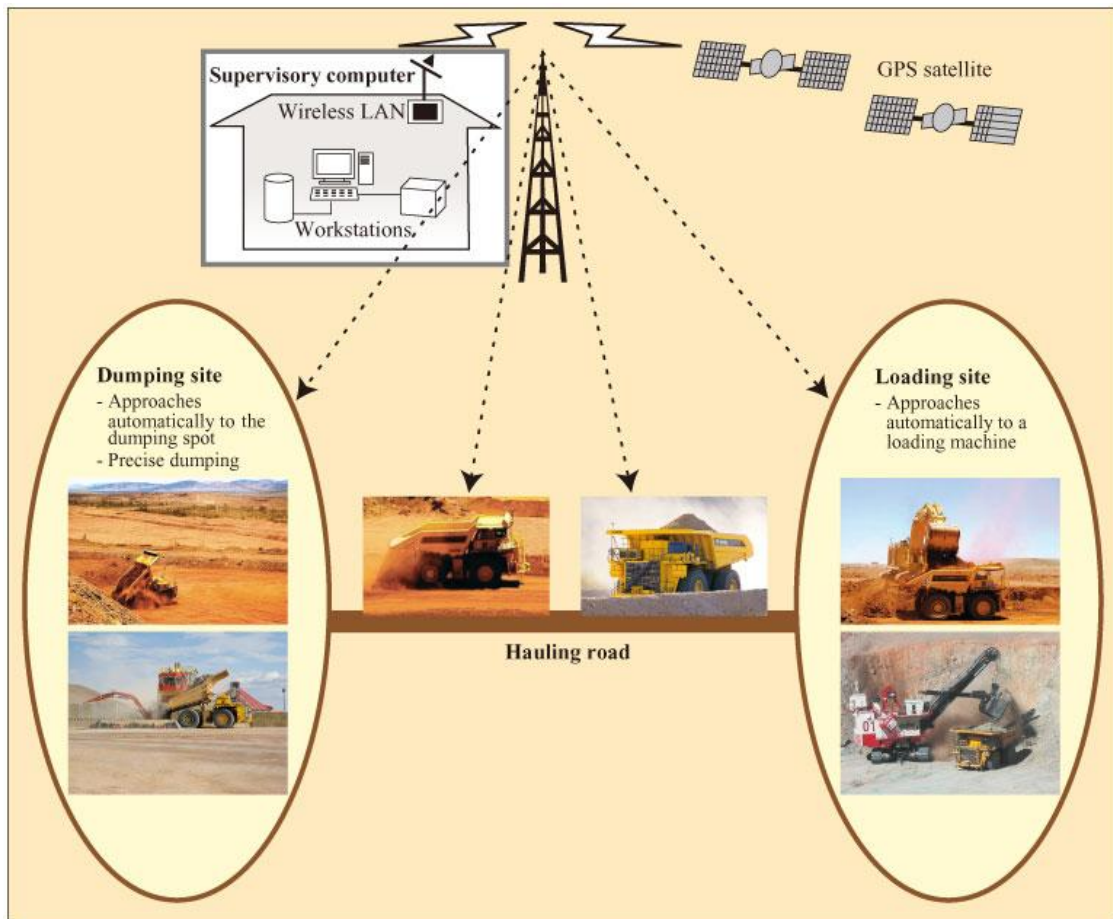 Supervisory computer
Wireless LAN
Workstations
GPS satellite
Dumping site
- Approaches
automatically to the
dumping spot
- Precise dumping
Loading site
- Approaches
automatically to a
loading machine
Hauling road
01